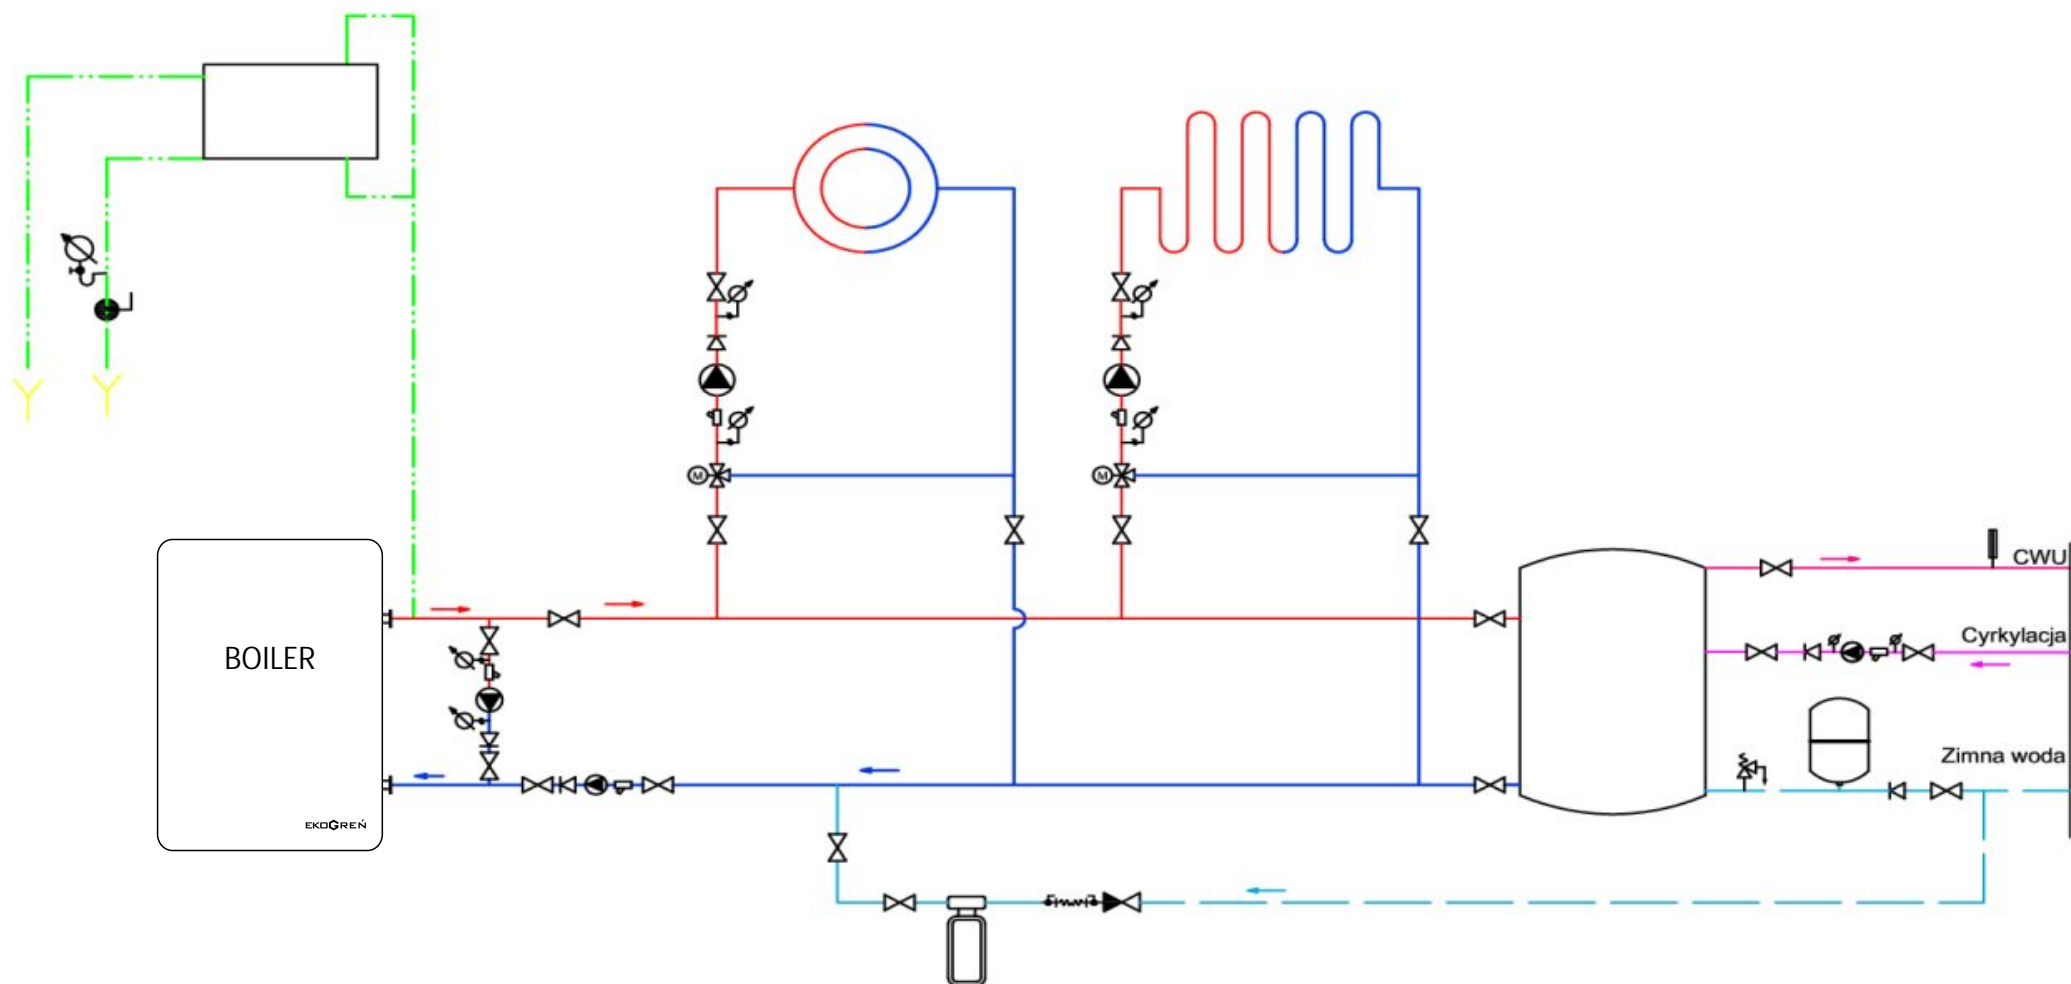 M
M
CWU
Cyrkylacja
BOILER
Zimna woda
EKOGREŃ